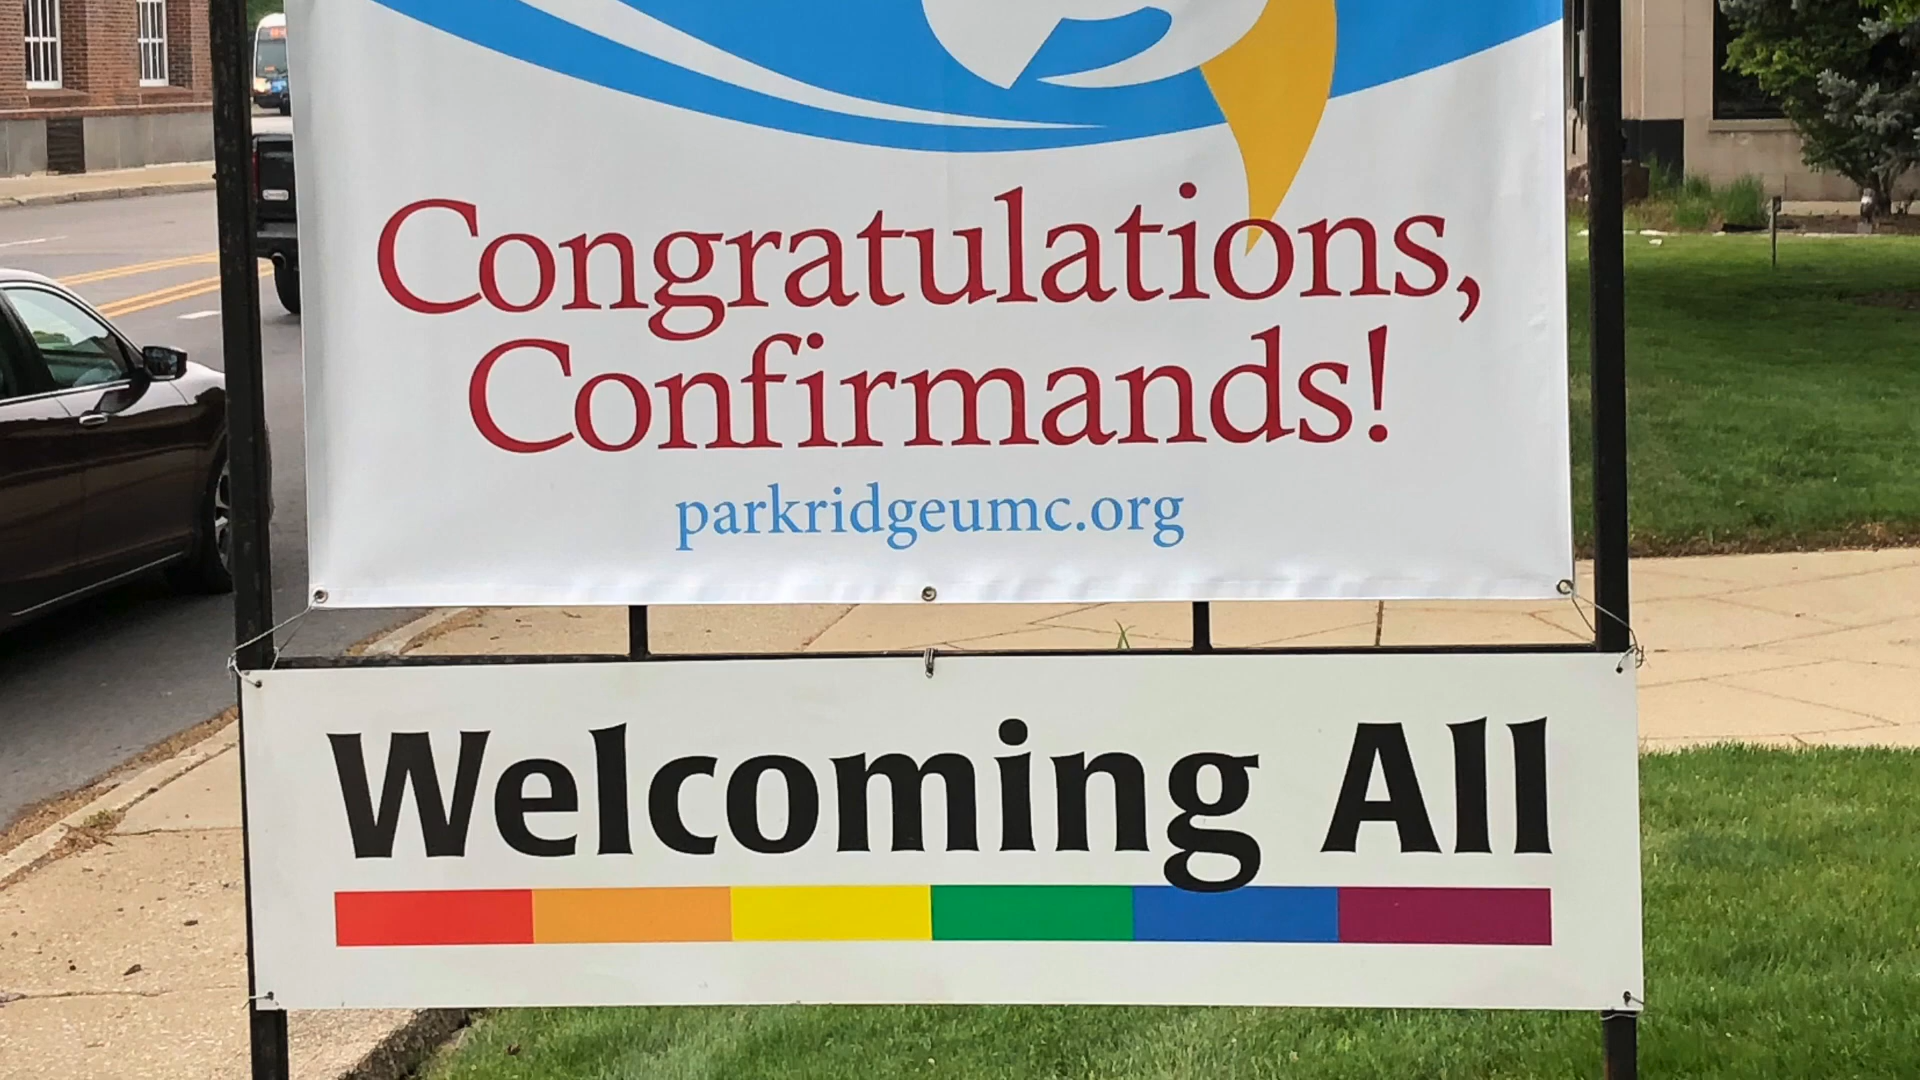 Congratulations,
Confirmands!
parkridgeumc.org
Welcoming All